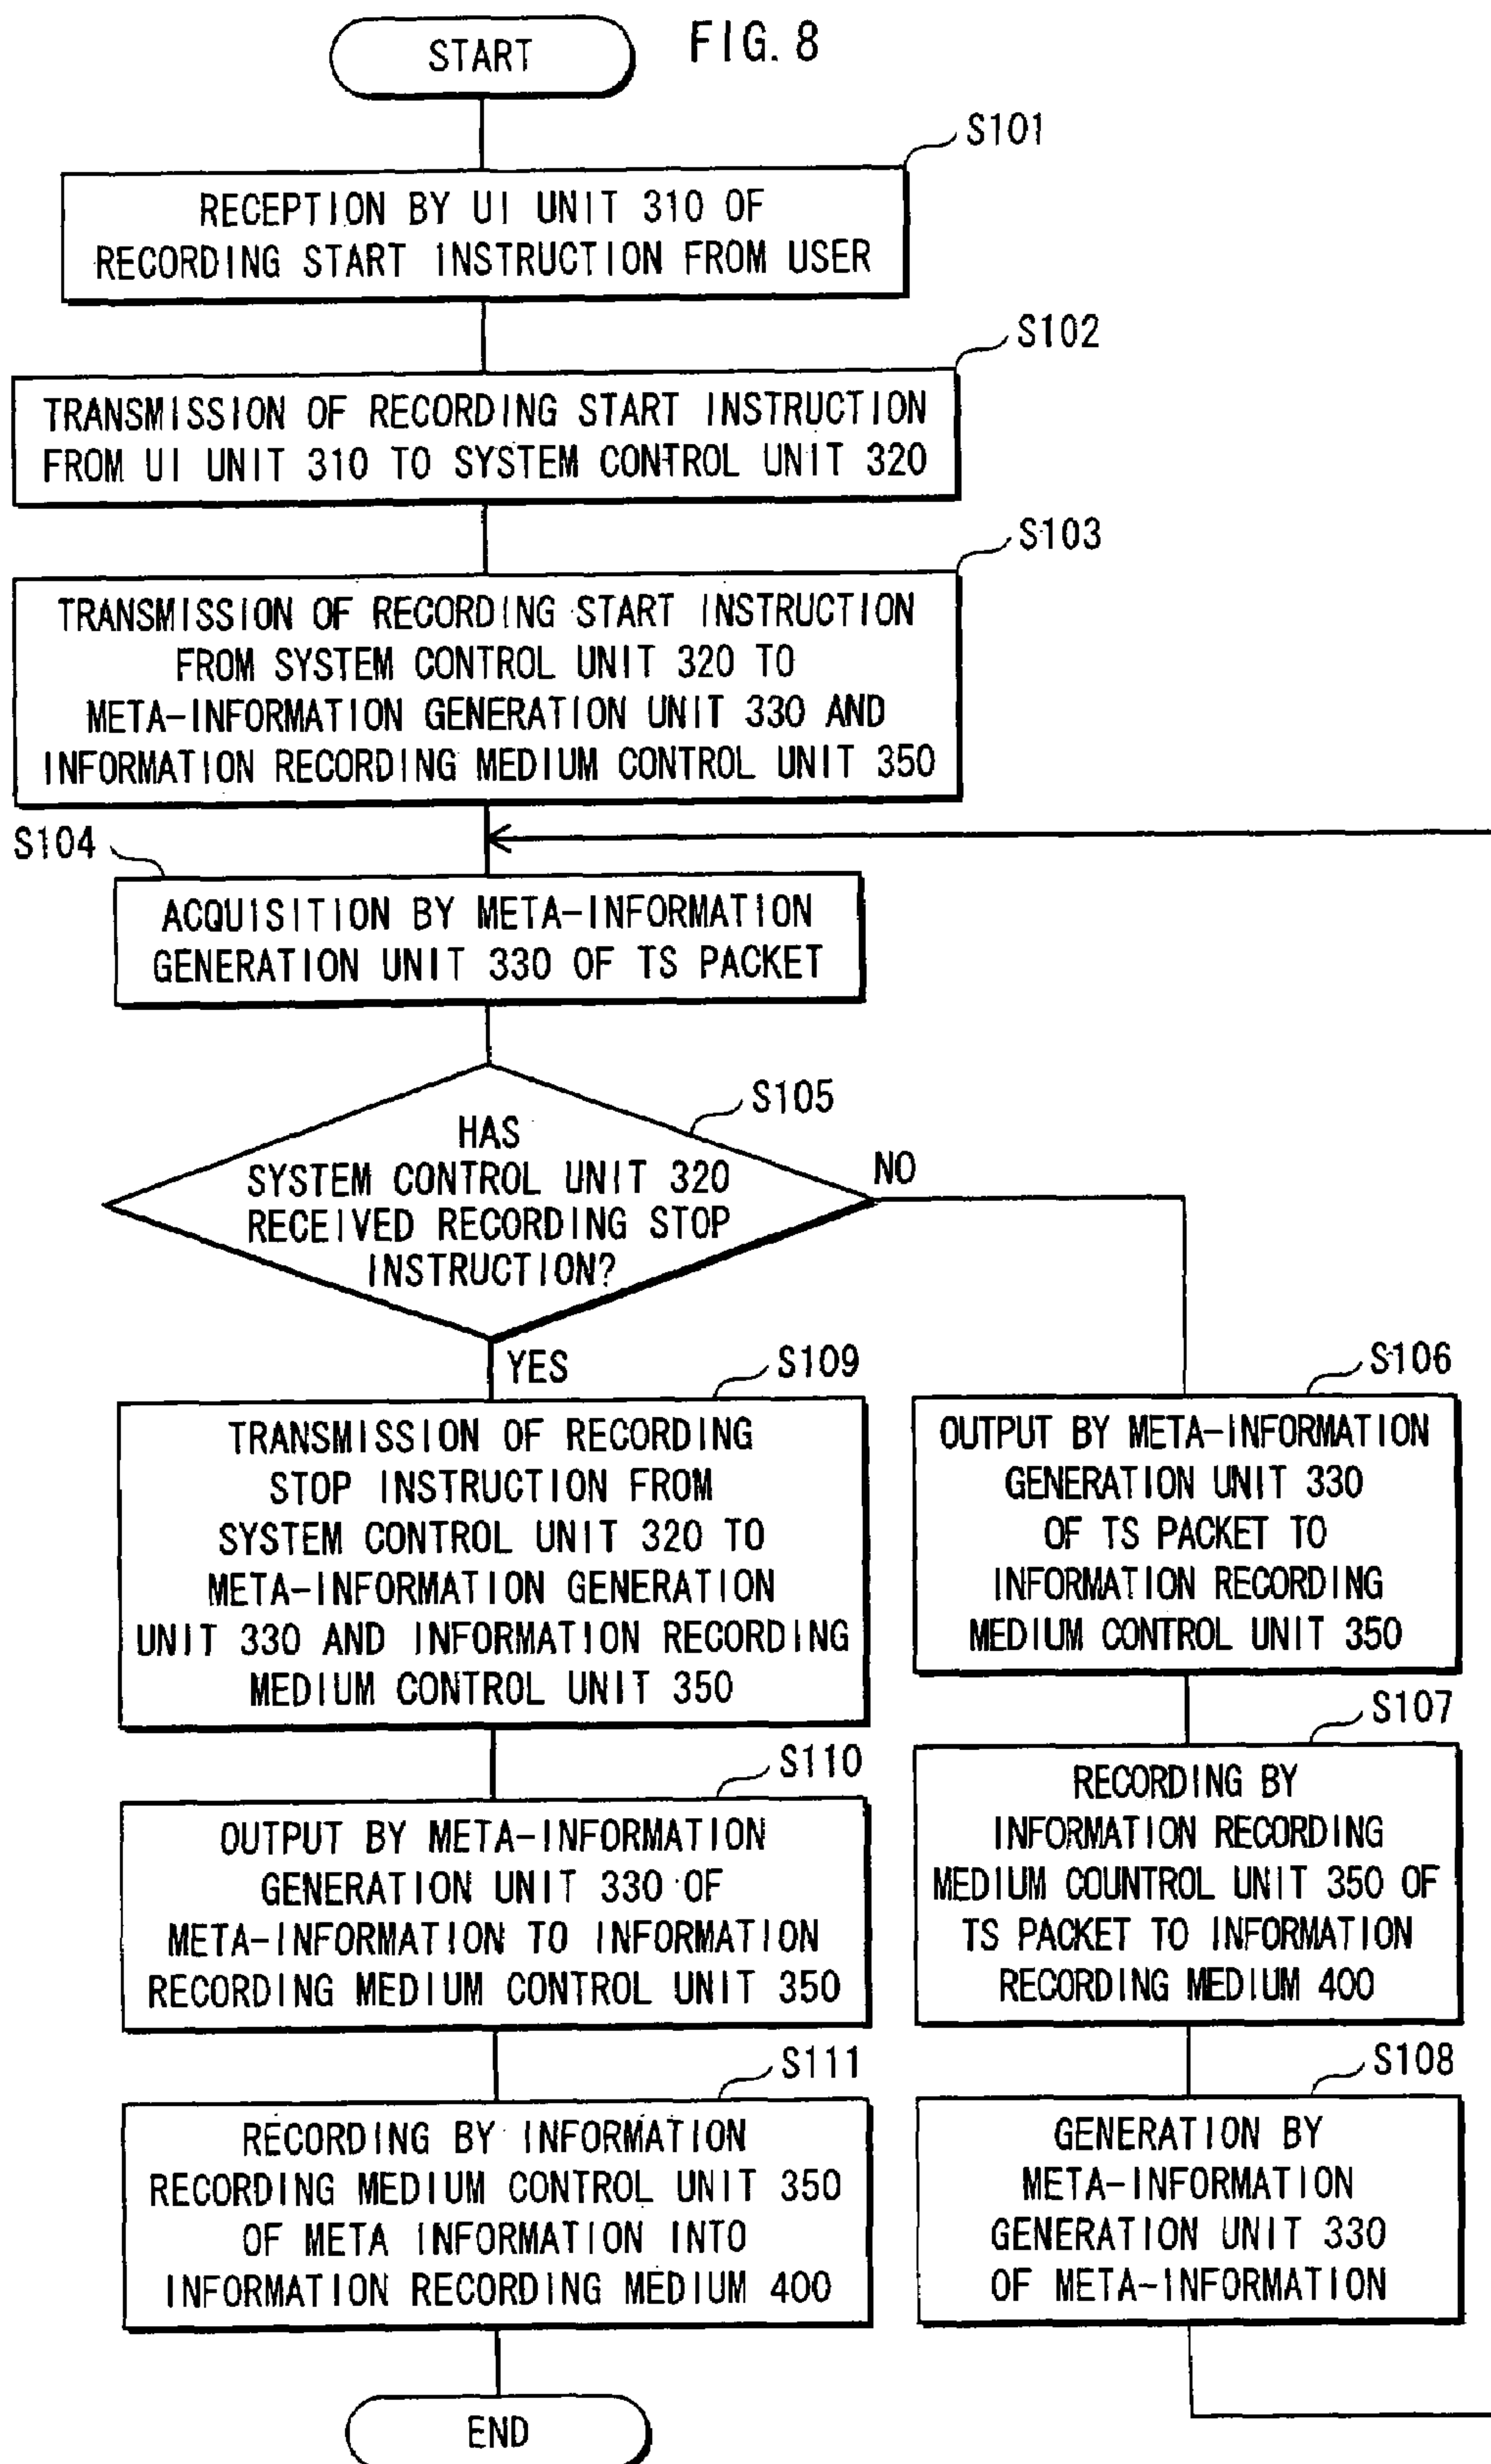 START
FIG. 8
S101
RECEPTION BY UI UNIT 310 OF
RECORDING START INSTRUCTION FROM USER
S102
TRANSMISSION OF RECORDING START INSTRUCTION
FROM UI UNIT 310 TO SYSTEM CONTROL UNIT 320
S103
TRANSMISSION OF RECORDING START INSTRUCTION
FROM SYSTEM CONTROL UNIT 320 TO
META-INFORMATION GENERATION UNIT 330 AND
INFORMATION RECORDING MEDIUM CONTROL UNIT 350
S104
ACQUISITION BY META-INFORMATION
GENERATION UNIT 330 OF TS PACKET
S105
HAS
SYSTEM CONTROL UNIT 320
RECEIVED RECORDING STOP
INSTRUCTION?
NO
YES
S109
TRANSMISSION OF RECORDING
STOP INSTRUCTION FROM
SYSTEM CONTROL UNIT 320 TO
META-INFORMATION GENERATION
UNIT 330 AND INFORMATION RECORDING
MEDIUM CONTROL UNIT 350
S110
OUTPUT BY META-INFORMATION
GENERATION UNIT 330 OF
META-INFORMATION TO INFORMATION
RECORDING MEDIUM CONTROL UNIT 350
S111
RECORDING BY INFORMATION
RECORDING MEDIUM CONTROL UNIT 350
OF META INFORMATION INTO
INFORMATION RECORDING MEDIUM 400
END
S106
OUTPUT BY META-INFORMATION
GENERATION UNIT 330
OF TS PACKET TO
INFORMATION RECORDING
MEDIUM CONTROL UNIT 350
S107
RECORDING BY
INFORMATION RECORDING
MEDIUM COUNTROL UNIT 350 OF
TS PACKET TO INFORMATION
RECORDING MEDIUM 400
S108
GENERATION BY
META-INFORMATION
GENERATION UNIT 330
OF META-INFORMATION